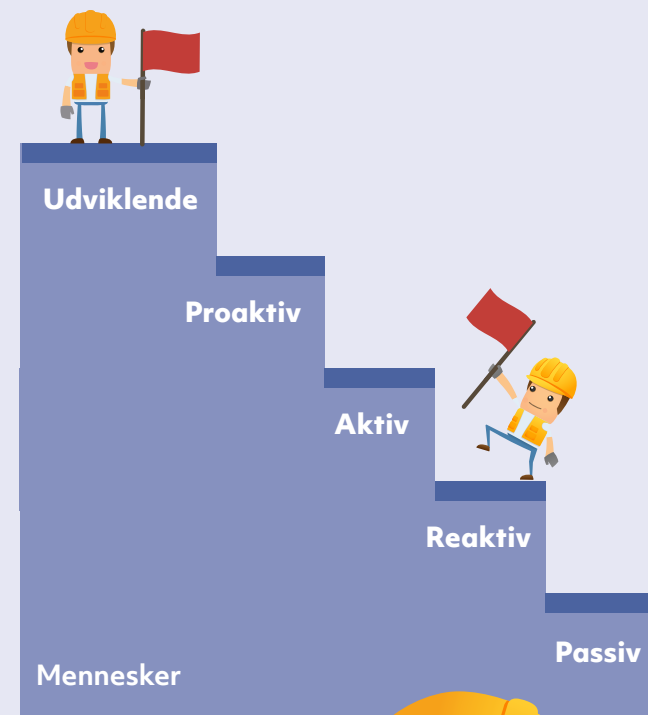 Udviklende
Proaktiv
Aktiv
Reaktiv
Passiv
Mennesker